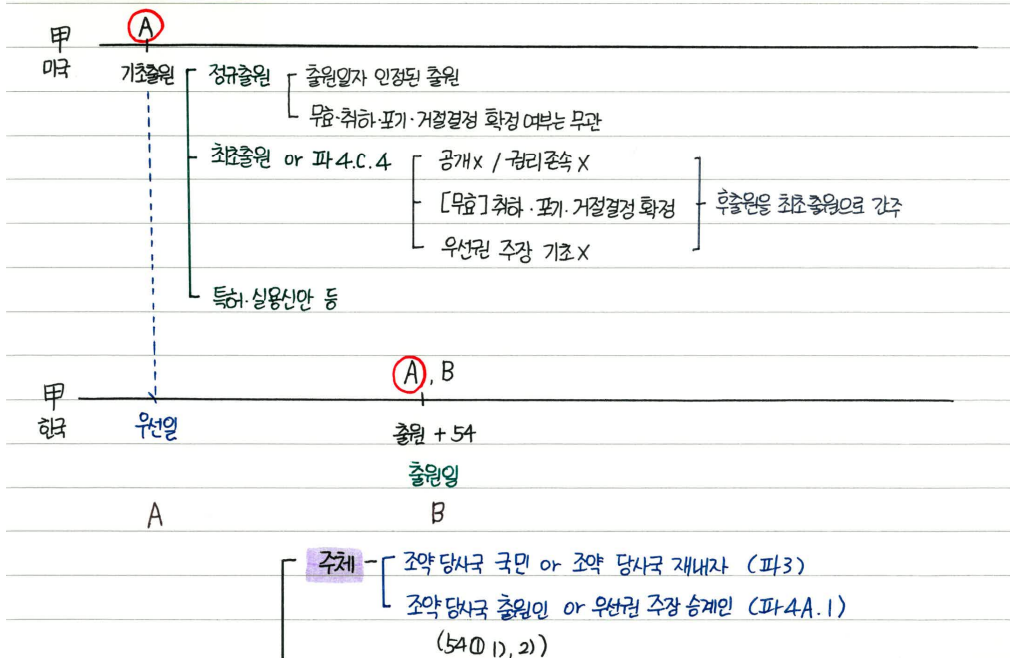 A
甲
미국
기초출원 정규출원 출원일자 인정된 출원
무효·취하·포기·거절결정 확정 여부는 무관
최초출원 or 파4.C.4 공개X / 권리존속X
[무효]취하·포기·거절결정 확정 후출원을 최초출원으로 간주
우선권 주장 기초X
특허·실용신안 등
A, B
甲
한국 우선일 출원 + 54
출원일
A B
주체 조약 당사국 국민 or 조약 당사국 재내자 (파3)
조약 당사국 출원인 or 우선권 주장 승계인 (파4A.1)
(54① 1), 2))